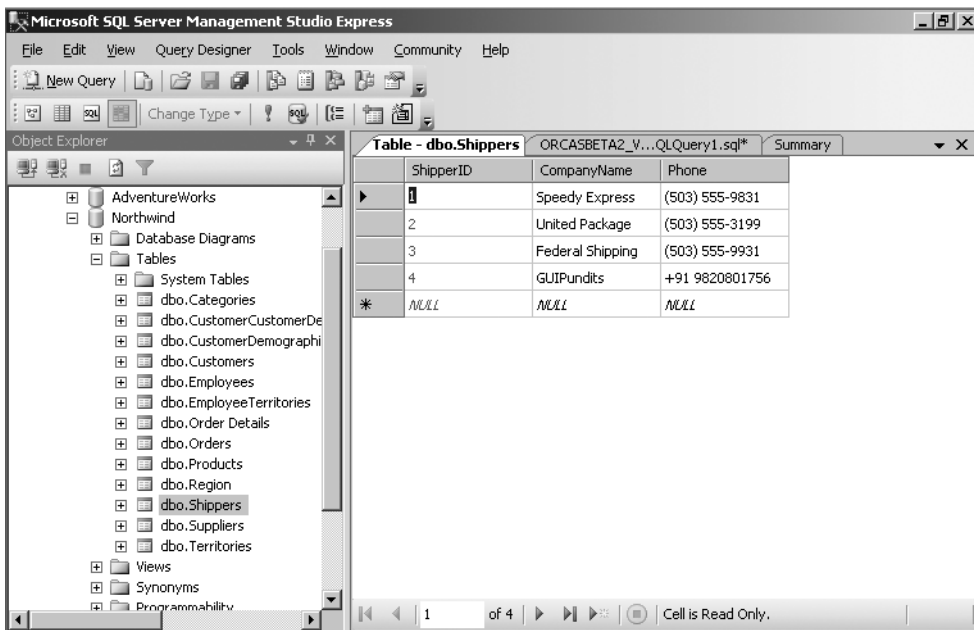 Microsoft SQL Server Management Studio Express
File Edit View Query Designer Tools Window Community Help
New Query
SQL Change Type SQL
Object Explorer
AdventureWorks
Northwind
Database Diagrams
Tables
System Tables
dbo.Categories
dbo.CustomerCustomerDe
dbo.CustomerDemographi
dbo.Customers
dbo.Employees
dbo.EmployeeTerritories
dbo.Order Details
dbo.Orders
dbo.Products
dbo.Region
dbo.Shippers
dbo.Suppliers
dbo.Territories
Views
Synonyms
Programmability
Table - dbo.Shippers ORCASBETA2_V...QLQuery1.sql* Summary
ShipperID CompanyName Phone
1 Speedy Express (503) 555-9831
2 United Package (503) 555-3199
3 Federal Shipping (503) 555-9931
4 GUIPundits +91 9820801756
NULL NULL NULL
1 of 4 Cell is Read Only.